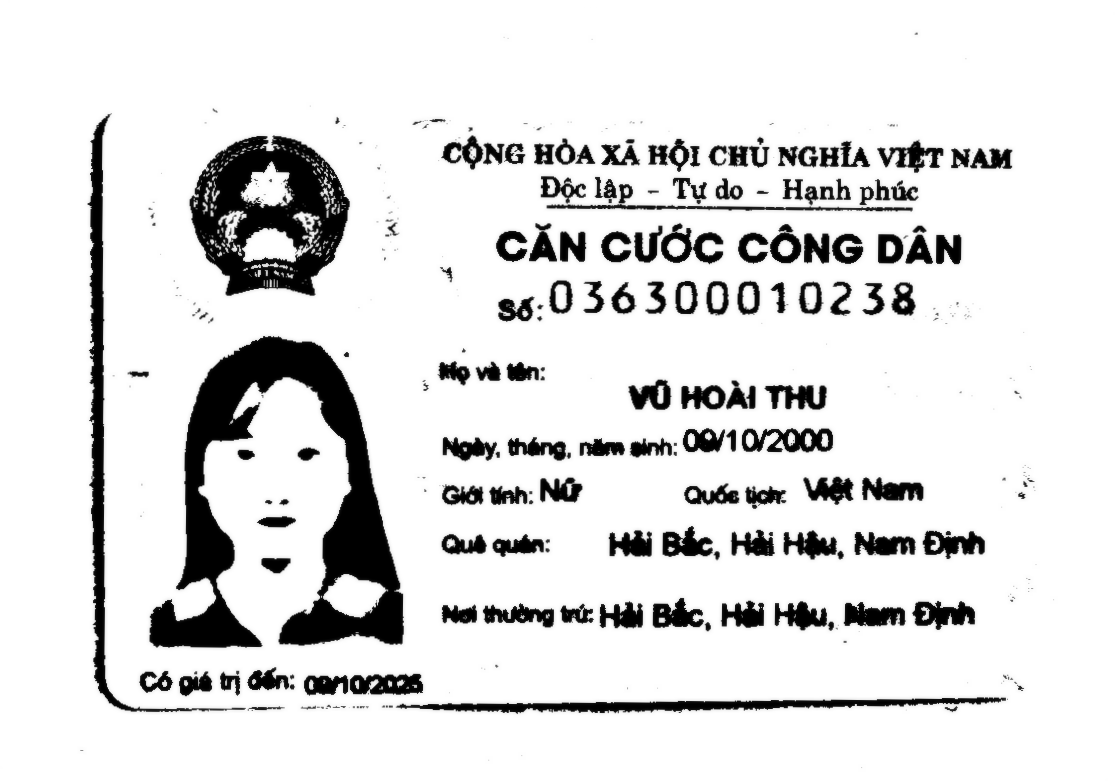 CỘNG HÒA XÃ HỘI CHỦ NGHĨA VIỆT NAM
Độc lập - Tự do - Hạnh phúc
CĂN CƯỚC CÔNG DÂN
Số: 036300010238
Họ và tên:
VŨ HOÀI THU
Ngày, tháng, năm sinh: 09/10/2000
Giới tính: Nữ Quốc tịch: Việt Nam
Quê quán: Hải Bắc, Hải Hậu, Nam Định
Nơi thường trú: Hải Bắc, Hải Hậu, Nam Định
Có giá trị đến: 09/10/2025